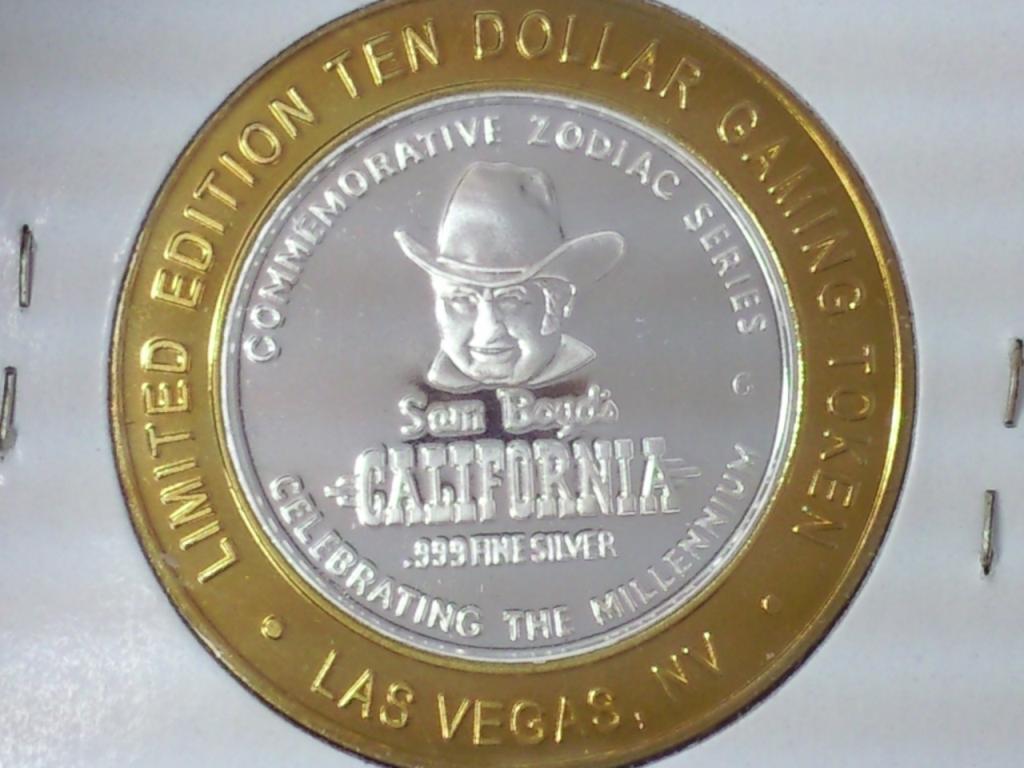 LIMITED EDITION TEN DOLLAR GAMING TOKEN
COMMEMORATIVE ZODIAC SERIES
G
Sam Boyd's
CALIFORNIA
.999 FINE SILVER
CELEBRATING THE MILLENNIUM
• LAS VEGAS, NV •